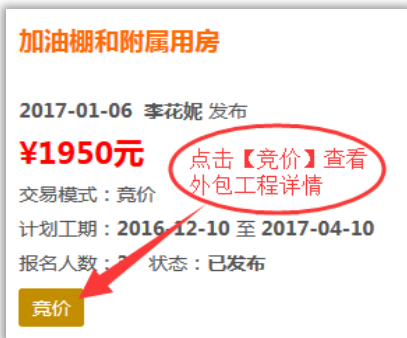 加油棚和附属用房
2017-01-06 李花妮 发布
¥1950元
点击【竞价】查看
外包工程详情
交易模式：竞价
计划工期：2016-12-10 至 2017-04-10
报名人数： 状态：已发布
竞价